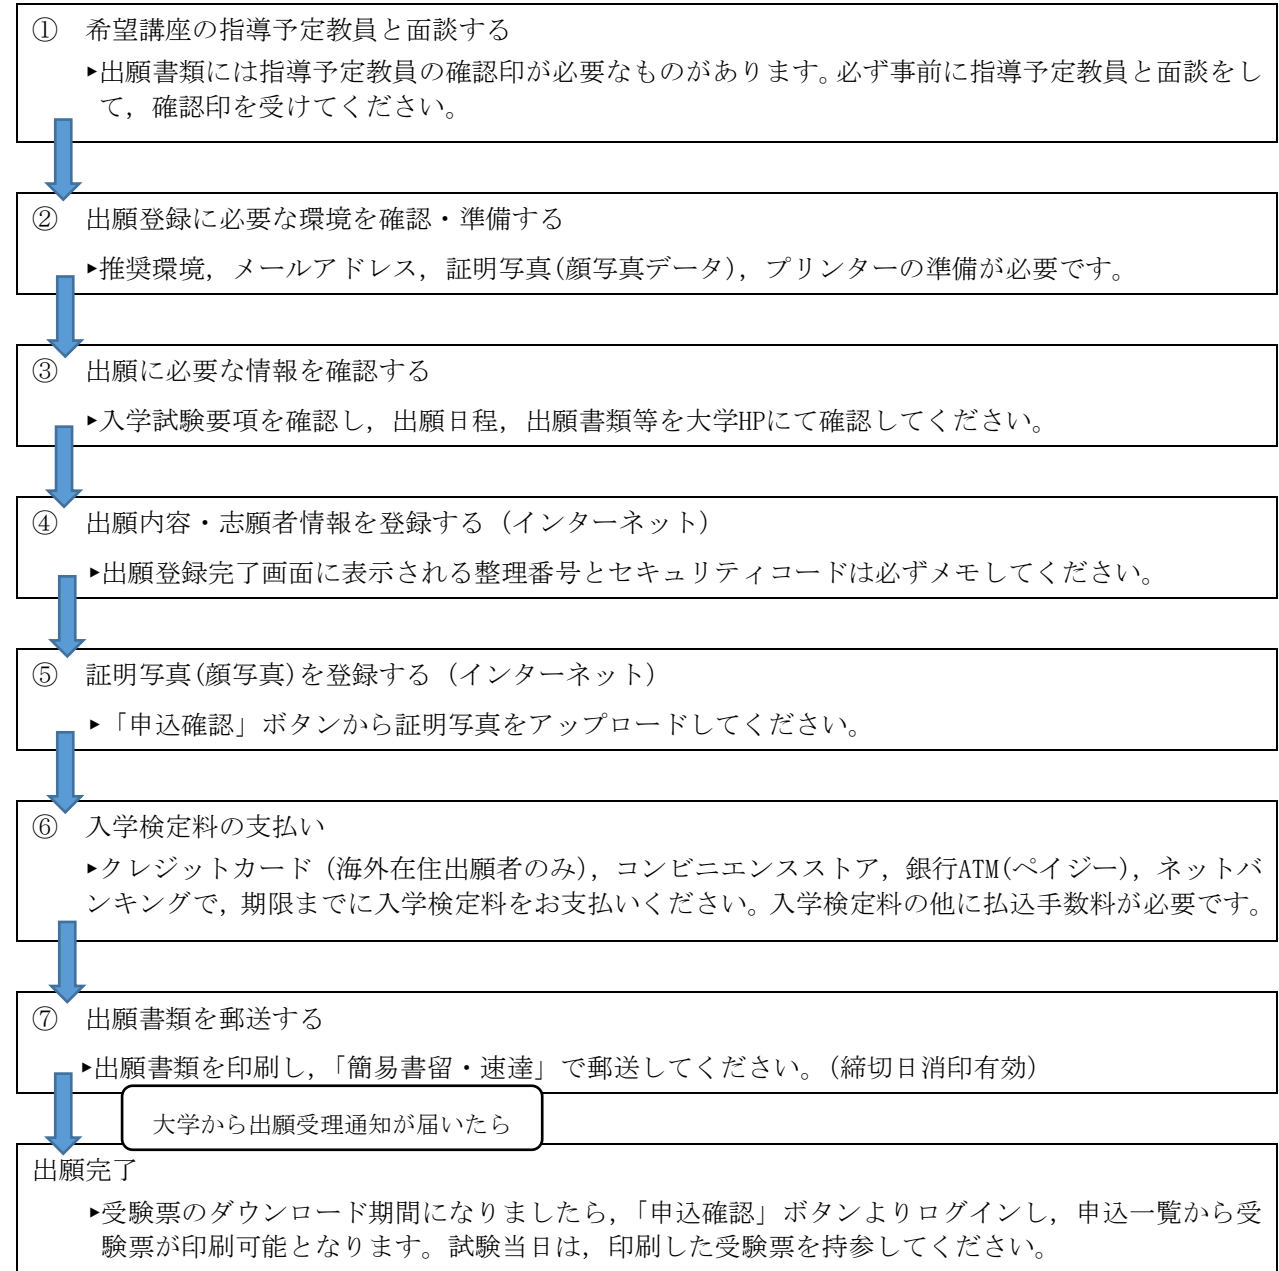 ① 希望講座の指導予定教員と面談する
▸出願書類には指導予定教員の確認印が必要なものがあります。必ず事前に指導予定教員と面談をし
て，確認印を受けてください。
② 出願登録に必要な環境を確認・準備する
▸推奨環境，メールアドレス，証明写真(顔写真データ)，プリンターの準備が必要です。
③ 出願に必要な情報を確認する
▸入学試験要項を確認し，出願日程，出願書類等を大学HPにて確認してください。
④ 出願内容・志願者情報を登録する（インターネット）
▸出願登録完了画面に表示される整理番号とセキュリティコードは必ずメモしてください。
⑤ 証明写真(顔写真)を登録する（インターネット）
▸「申込確認」ボタンから証明写真をアップロードしてください。
⑥ 入学検定料の支払い
▸クレジットカード（海外在住出願者のみ），コンビニエンスストア，銀行ATM(ペイジー)，ネットバ
ンキングで，期限までに入学検定料をお支払いください。入学検定料の他に払込手数料が必要です。
⑦ 出願書類を郵送する
▸出願書類を印刷し，「簡易書留・速達」で郵送してください。（締切日消印有効）
大学から出願受理通知が届いたら
出願完了
▸受験票のダウンロード期間になりましたら，「申込確認」ボタンよりログインし，申込一覧から受
験票が印刷可能となります。試験当日は，印刷した受験票を持参してください。